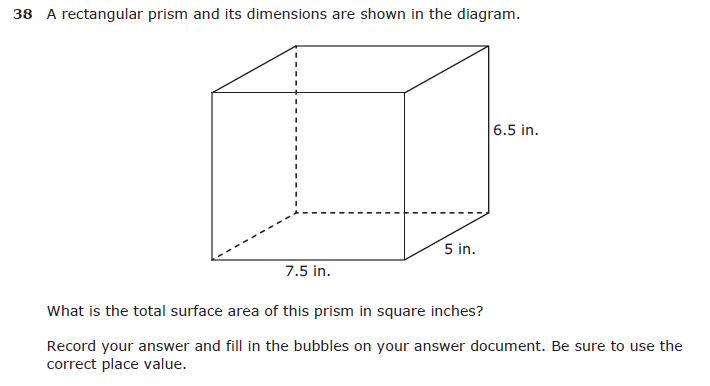 38 A rectangular prism and its dimensions are shown in the diagram.
6.5 in.
5 in.
7.5 in.
What is the total surface area of this prism in square inches?
Record your answer and fill in the bubbles on your answer document. Be sure to use the
correct place value.